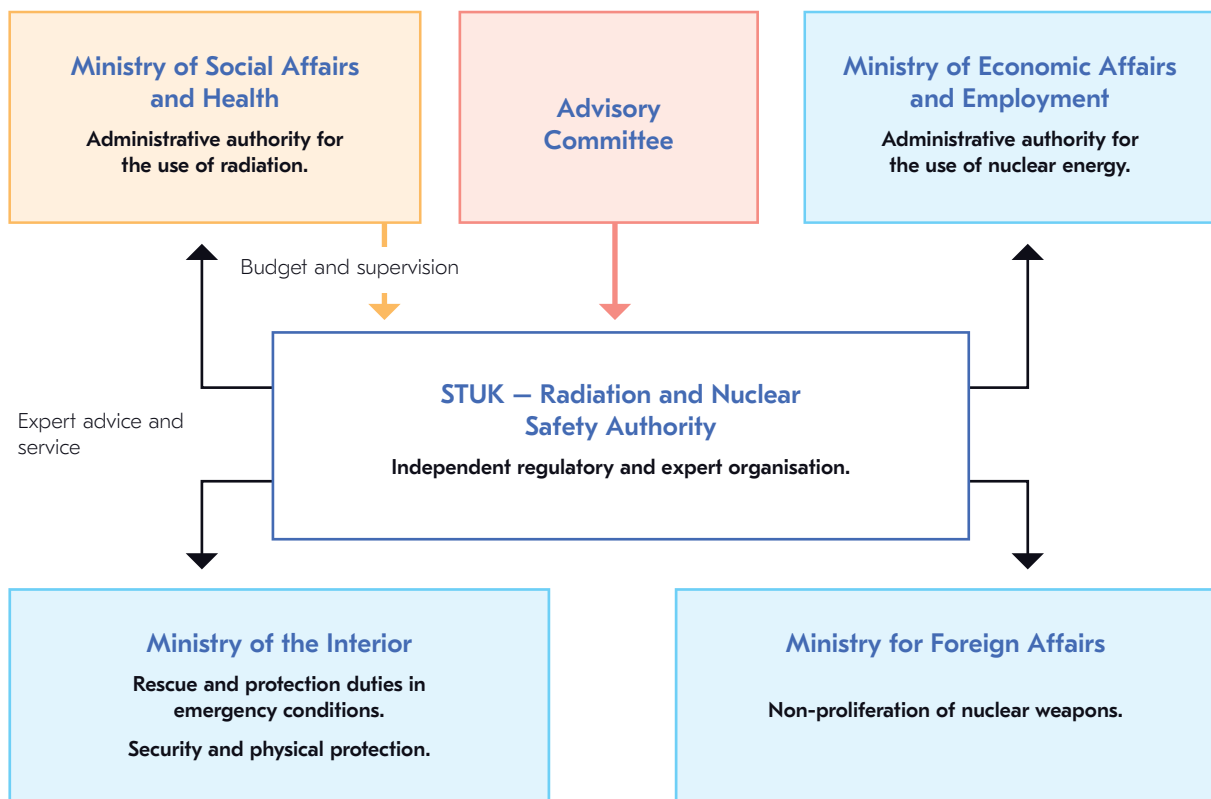 Ministry of Social Affairs
and Health
Administrative authority for
the use of radiation.
Advisory
Committee
Ministry of Economic Affairs
and Employment
Administrative authority for
the use of nuclear energy.
Budget and supervision
STUK – Radiation and Nuclear
Safety Authority
Independent regulatory and expert organisation.
Expert advice and
service
Ministry of the Interior
Rescue and protection duties in
emergency conditions.
Security and physical protection.
Ministry for Foreign Affairs
Non-proliferation of nuclear weapons.